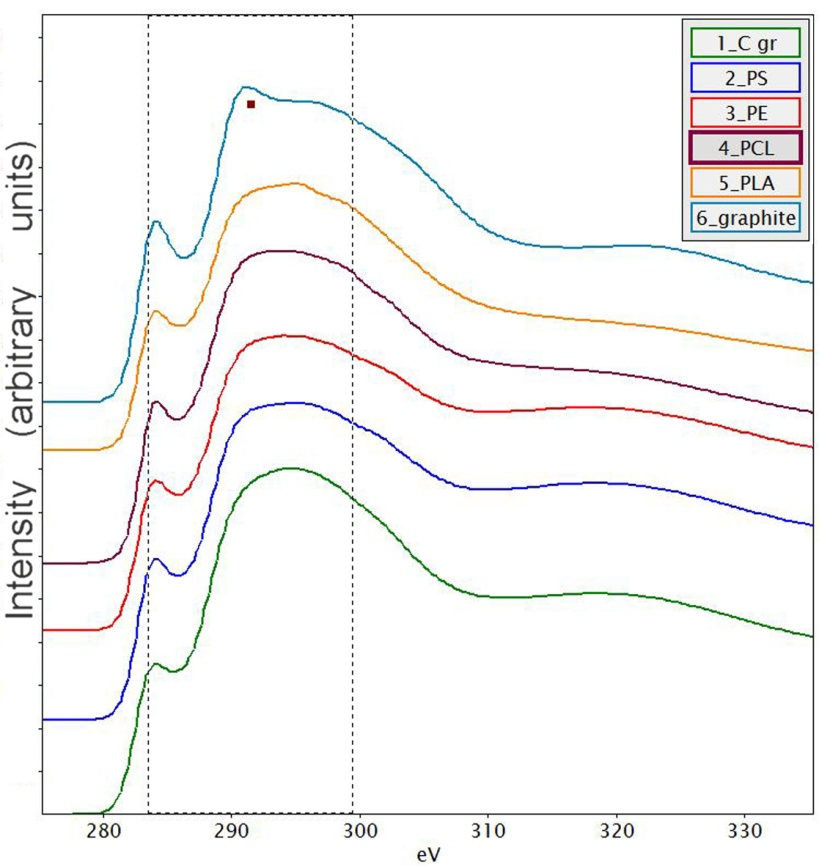 1_C gr
2_PS
3_PE
4_PCL
5_PLA
6_graphite
Intensity (arbitrary units)
280 290 300 310 320 330
eV